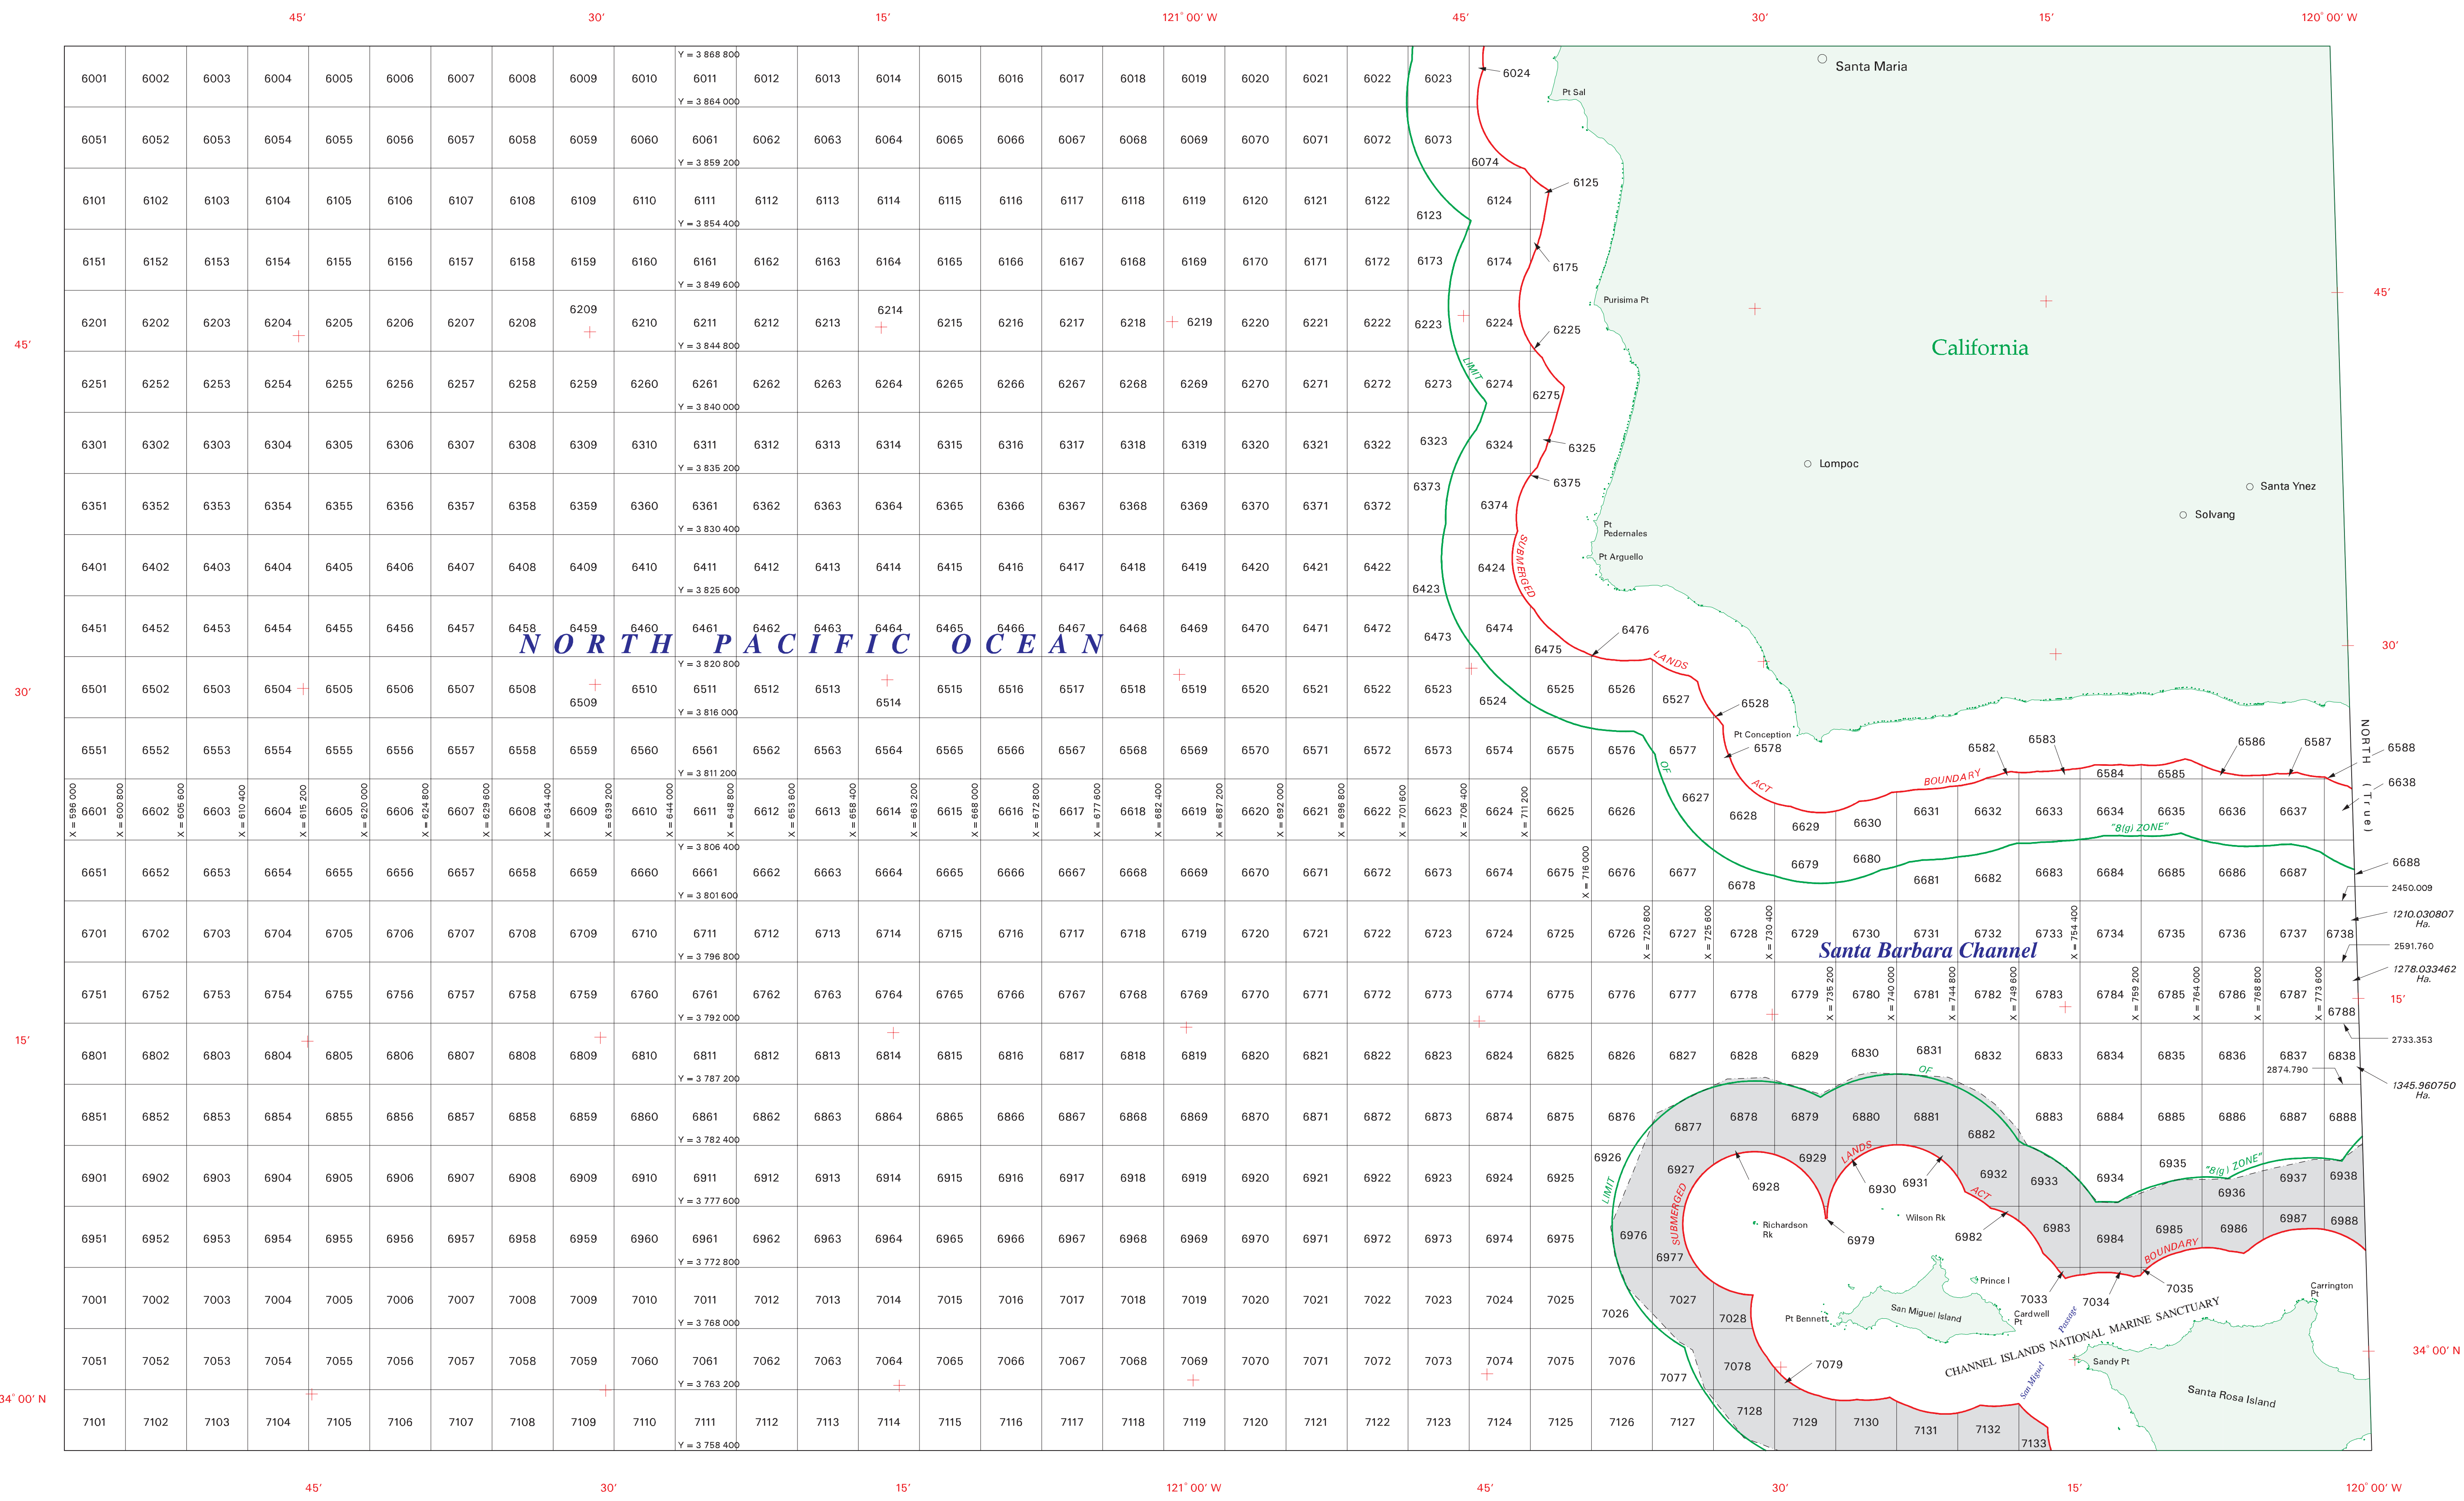 45′ 30′ 15′ 121° 00′ W 45′ 30′ 15′ 120° 00′ W
Y = 3 868 800
Santa Maria
6001 6002 6003 6004 6005 6006 6007 6008 6009 6010 6011 6012 6013 6014 6015 6016 6017 6018 6019 6020 6021 6022 6023 6024
Pt Sal
Y = 3 864 000
6051 6052 6053 6054 6055 6056 6057 6058 6059 6060 6061 6062 6063 6064 6065 6066 6067 6068 6069 6070 6071 6072 6073 6074
Y = 3 859 200
6101 6102 6103 6104 6105 6106 6107 6108 6109 6110 6111 6112 6113 6114 6115 6116 6117 6118 6119 6120 6121 6122 6123 6124 6125
Y = 3 854 400
6151 6152 6153 6154 6155 6156 6157 6158 6159 6160 6161 6162 6163 6164 6165 6166 6167 6168 6169 6170 6171 6172 6173 6174 6175
Y = 3 849 600
Purisima Pt
45′
6201 6202 6203 6204 6205 6206 6207 6208 6209 6210 6211 6212 6213 6214 6215 6216 6217 6218 6219 6220 6221 6222 6223 6224 6225
45′
Y = 3 844 800
California
LIMIT
6251 6252 6253 6254 6255 6256 6257 6258 6259 6260 6261 6262 6263 6264 6265 6266 6267 6268 6269 6270 6271 6272 6273 6274 6275
Y = 3 840 000
6301 6302 6303 6304 6305 6306 6307 6308 6309 6310 6311 6312 6313 6314 6315 6316 6317 6318 6319 6320 6321 6322 6323 6324 6325
Y = 3 835 200
Lompoc
Santa Ynez
Solvang
6351 6352 6353 6354 6355 6356 6357 6358 6359 6360 6361 6362 6363 6364 6365 6366 6367 6368 6369 6370 6371 6372 6373 6374 6375
Y = 3 830 400
Pt
Pedernales
Pt Arguello
SUBMERGED
6401 6402 6403 6404 6405 6406 6407 6408 6409 6410 6411 6412 6413 6414 6415 6416 6417 6418 6419 6420 6421 6422 6423 6424
Y = 3 825 600
6451 6452 6453 6454 6455 6456 6457 6458 6459 6460 6461 6462 6463 6464 6465 6466 6467 6468 6469 6470 6471 6472 6473 6474 6475 6476
NORTH PACIFIC OCEAN
30′
LANDS
Y = 3 820 800
30′
6501 6502 6503 6504 6505 6506 6507 6508 6509 6510 6511 6512 6513 6514 6515 6516 6517 6518 6519 6520 6521 6522 6523 6524 6525 6526 6527 6528
Y = 3 816 000
Pt Conception
NORTH (True)
6551 6552 6553 6554 6555 6556 6557 6558 6559 6560 6561 6562 6563 6564 6565 6566 6567 6568 6569 6570 6571 6572 6573 6574 6575 6576 6577 6578 6582 6583 6584 6585 6586 6587 6588
OF
ACT
BOUNDARY
Y = 3 811 200
X = 596 000 X = 600 800 X = 605 600 X = 610 400 X = 615 200 X = 620 000 X = 624 800 X = 629 600 X = 634 400 X = 639 200 X = 644 000 X = 648 800 X = 653 600 X = 658 400 X = 663 200 X = 668 000 X = 672 800 X = 677 600 X = 682 400 X = 687 200 X = 692 000 X = 696 800 X = 701 600 X = 706 400 X = 711 200
6601 6602 6603 6604 6605 6606 6607 6608 6609 6610 6611 6612 6613 6614 6615 6616 6617 6618 6619 6620 6621 6622 6623 6624 6625 6626 6627 6628 6629 6630 6631 6632 6633 6634 6635 6636 6637 6638
"8(g) ZONE"
Y = 3 806 400
6651 6652 6653 6654 6655 6656 6657 6658 6659 6660 6661 6662 6663 6664 6665 6666 6667 6668 6669 6670 6671 6672 6673 6674 6675 6676 6677 6678 6679 6680 6681 6682 6683 6684 6685 6686 6687 6688
X = 716 000
Y = 3 801 600
2450.009
1210.030807
Ha.
6701 6702 6703 6704 6705 6706 6707 6708 6709 6710 6711 6712 6713 6714 6715 6716 6717 6718 6719 6720 6721 6722 6723 6724 6725 6726 6727 6728 6729 6730 6731 6732 6733 6734 6735 6736 6737 6738
X = 720 800 X = 725 600 X = 730 400 X = 754 400
Santa Barbara Channel
2591.760
Y = 3 796 800
1278.033462
Ha.
6751 6752 6753 6754 6755 6756 6757 6758 6759 6760 6761 6762 6763 6764 6765 6766 6767 6768 6769 6770 6771 6772 6773 6774 6775 6776 6777 6778 6779 6780 6781 6782 6783 6784 6785 6786 6787 6788
X = 735 200 X = 740 000 X = 744 800 X = 749 600 X = 759 200 X = 764 000 X = 768 800 X = 773 600
15′
Y = 3 792 000
15′
2733.353
6801 6802 6803 6804 6805 6806 6807 6808 6809 6810 6811 6812 6813 6814 6815 6816 6817 6818 6819 6820 6821 6822 6823 6824 6825 6826 6827 6828 6829 6830 6831 6832 6833 6834 6835 6836 6837 6838
OF
2874.790
Y = 3 787 200
1345.960750
Ha.
6851 6852 6853 6854 6855 6856 6857 6858 6859 6860 6861 6862 6863 6864 6865 6866 6867 6868 6869 6870 6871 6872 6873 6874 6875 6876 6877 6878 6879 6880 6881 6882 6883 6884 6885 6886 6887 6888
Y = 3 782 400
LANDS
"8(g) ZONE"
6901 6902 6903 6904 6905 6906 6907 6908 6909 6910 6911 6912 6913 6914 6915 6916 6917 6918 6919 6920 6921 6922 6923 6924 6925 6926 6927 6928 6929 6930 6931 6932 6933 6934 6935 6936 6937 6938
LIMIT
SUBMERGED
ACT
Y = 3 777 600
Richardson
Rk
Wilson Rk
6951 6952 6953 6954 6955 6956 6957 6958 6959 6960 6961 6962 6963 6964 6965 6966 6967 6968 6969 6970 6971 6972 6973 6974 6975 6976 6977 6979 6982 6983 6984 6985 6986 6987 6988
BOUNDARY
Y = 3 772 800
Prince I
Carrington
Pt
7001 7002 7003 7004 7005 7006 7007 7008 7009 7010 7011 7012 7013 7014 7015 7016 7017 7018 7019 7020 7021 7022 7023 7024 7025 7026 7027 7028 7033 7034 7035
Pt Bennett
San Miguel Island
Cardwell
Pt
Y = 3 768 000
San Miguel Passage
CHANNEL ISLANDS NATIONAL MARINE SANCTUARY
34° 00′ N
7051 7052 7053 7054 7055 7056 7057 7058 7059 7060 7061 7062 7063 7064 7065 7066 7067 7068 7069 7070 7071 7072 7073 7074 7075 7076 7077 7078 7079
Sandy Pt
Y = 3 763 200
34° 00′ N
Santa Rosa Island
7101 7102 7103 7104 7105 7106 7107 7108 7109 7110 7111 7112 7113 7114 7115 7116 7117 7118 7119 7120 7121 7122 7123 7124 7125 7126 7127 7128 7129 7130 7131 7132 7133
Y = 3 758 400
45′ 30′ 15′ 121° 00′ W 45′ 30′ 15′ 120° 00′ W